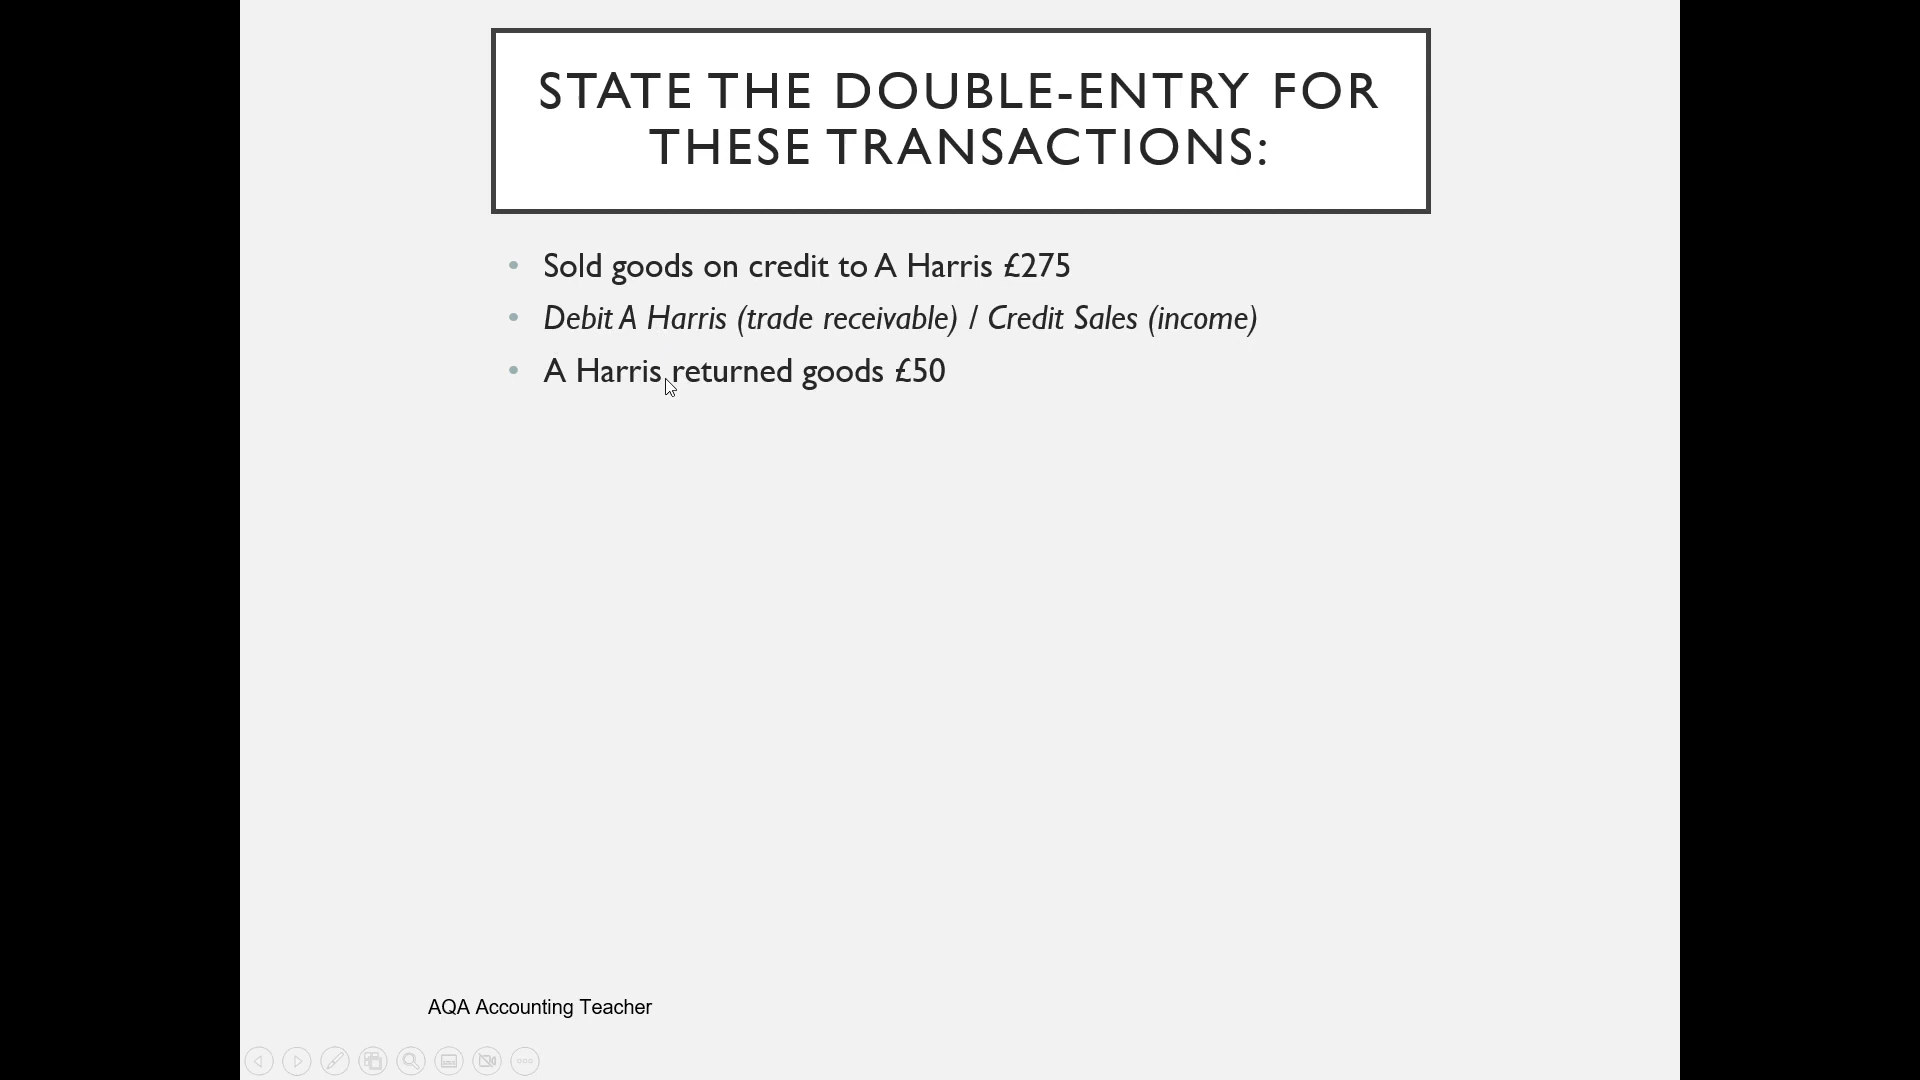 STATE THE DOUBLE-ENTRY FOR
THESE TRANSACTIONS:
• Sold goods on credit to A Harris £275
• Debit A Harris (trade receivable) / Credit Sales (income)
• A Harris returned goods £50
AQA Accounting Teacher